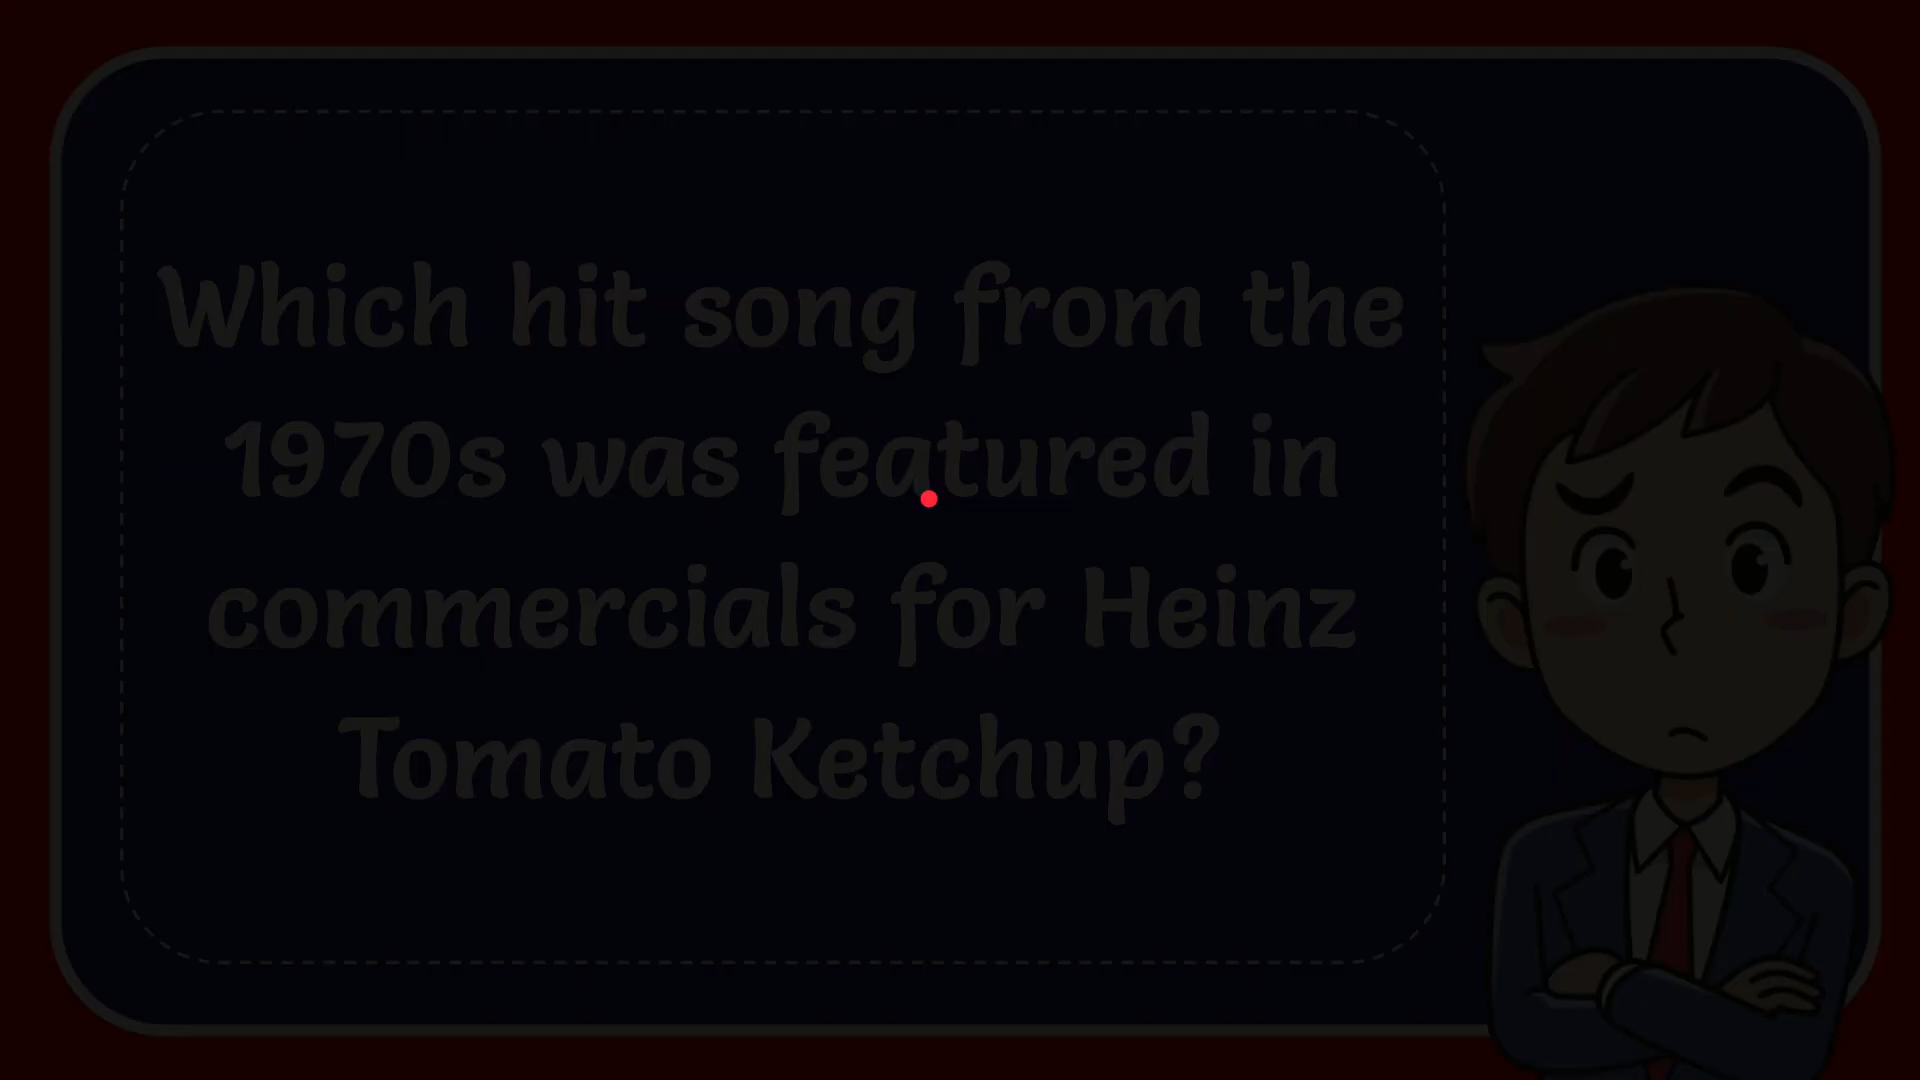 Which hit song from the
1970s was featured in
commercials for Heinz
Tomato Ketchup?